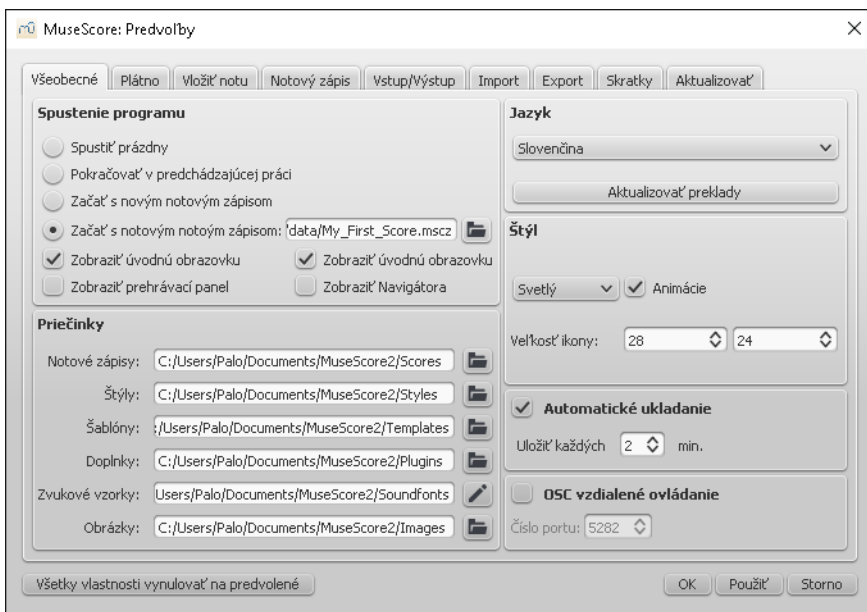 MuseScore: Predvoľby
Všeobecné Plátno Vložiť notu Notový zápis Vstup/Výstup Import Export Skratky Aktualizovať
Spustenie programu
Spustiť prázdny
Pokračovať v predchádzajúcej práci
Začať s novým notovým zápisom
Začať s notovým notoým zápisom: 'data/My_First_Score.mscz
Zobraziť úvodnú obrazovku Zobraziť úvodnú obrazovku
Zobraziť prehrávací panel Zobraziť Navigátora
Priečinky
Notové zápisy: C:/Users/Palo/Documents/MuseScore2/Scores
Štýly: C:/Users/Palo/Documents/MuseScore2/Styles
Šablóny: :/Users/Palo/Documents/MuseScore2/Templates
Doplnky: C:/Users/Palo/Documents/MuseScore2/Plugins
Zvukové vzorky: Users/Palo/Documents/MuseScore2/Soundfonts
Obrázky: C:/Users/Palo/Documents/MuseScore2/Images
Jazyk
Slovenčina
Aktualizovať preklady
Štýl
Svetlý Animácie
Veľkosť ikony: 28 24
Automatické ukladanie
Uložiť každých 2 min.
OSC vzdialené ovládanie
Číslo portu: 5282
Všetky vlastnosti vynulovať na predvolené OK Použiť Storno